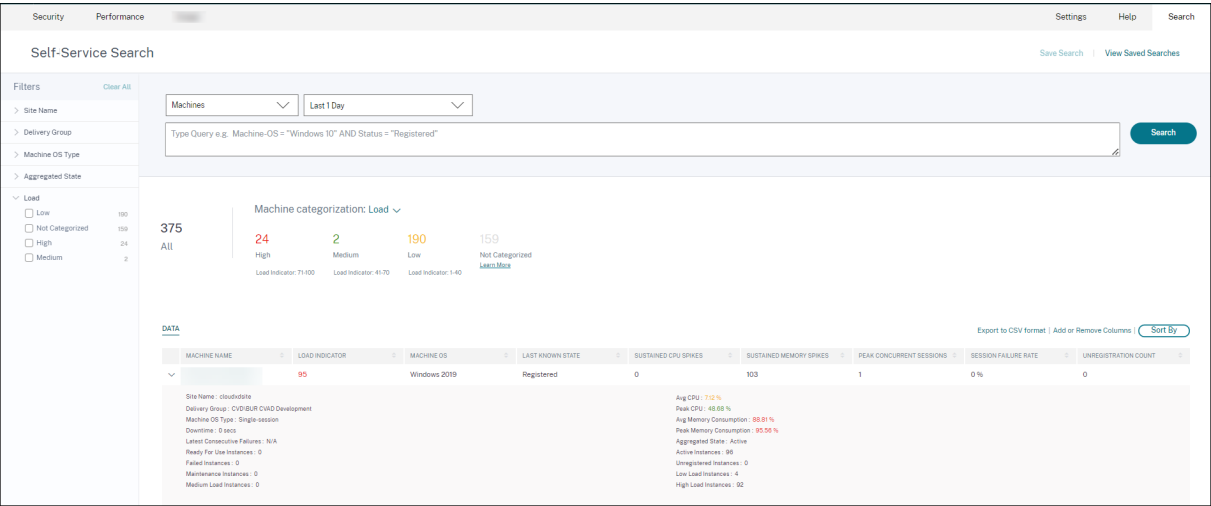 Security Performance Settings Help Search
Self-Service Search Save Search | View Saved Searches
Filters Clear All
Site Name
Delivery Group
Machine OS Type
Aggregated State
Load
Low 190
Not Categorized 159
High 24
Medium 2
Machines Last 1 Day
Type Query e.g. Machine-OS = "Windows 10" AND Status = "Registered"
Search
Machine categorization: Load
375 24 2 190 159
All High Medium Low Not Categorized
Learn More
Load Indicator: 71-100 Load Indicator: 41-70 Load Indicator: 1-40
DATA Export to CSV format | Add or Remove Columns | Sort By
MACHINE NAME LOAD INDICATOR MACHINE OS LAST KNOWN STATE SUSTAINED CPU SPIKES SUSTAINED MEMORY SPIKES PEAK CONCURRENT SESSIONS SESSION FAILURE RATE UNREGISTRATION COUNT
95 Windows 2019 Registered 0 103 1 0 % 0
Site Name : cloudxdsite Avg CPU : 7.12 %
Delivery Group : CVD\BUR CVAD Development Peak CPU : 48.88 %
Machine OS Type : Single-session Avg Memory Consumption : 88.81 %
Downtime : 0 secs Peak Memory Consumption : 95.56 %
Latest Consecutive Failures : N/A Aggregated State : Active
Ready For Use Instances : 0 Active Instances : 96
Failed Instances : 0 Unregistered Instances : 0
Maintenance Instances : 0 Low Load Instances : 4
Medium Load Instances : 0 High Load Instances : 92